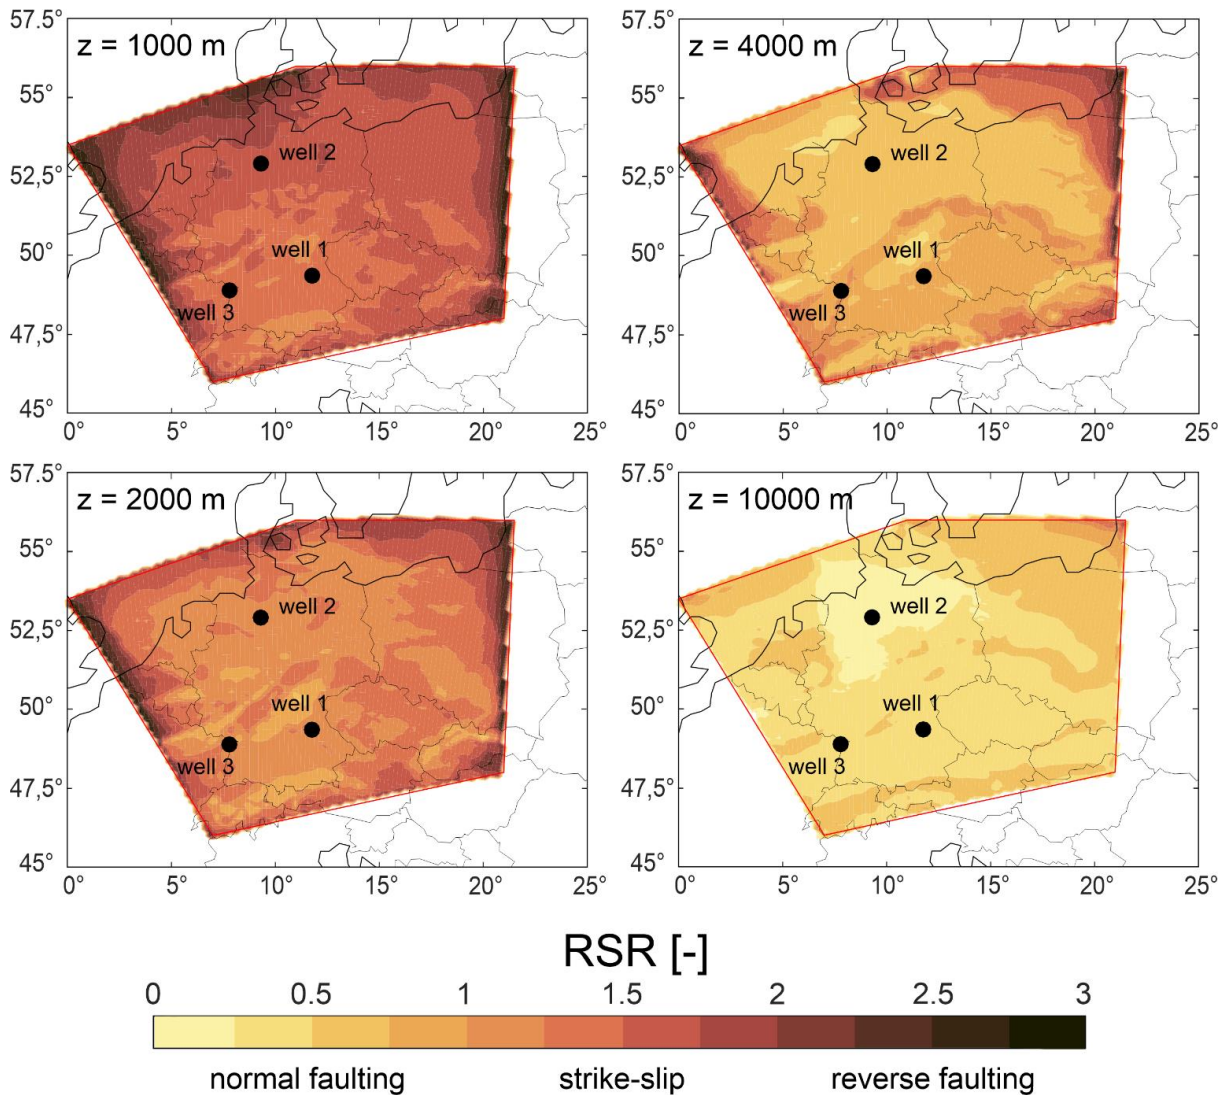 57.5°
z = 1000 m
55°
52,5°
well 2
50°
well 1
well 3
47,5°
45°
0°
5°
10°
15°
20°
25°
57.5°
z = 4000 m
55°
52,5°
well 2
50°
well 1
well 3
47,5°
45°
0°
5°
10°
15°
20°
25°
57.5°
z = 2000 m
55°
52,5°
well 2
50°
well 1
well 3
47,5°
45°
0°
5°
10°
15°
20°
25°
57.5°
z = 10000 m
55°
52,5°
well 2
50°
well 1
well 3
47,5°
45°
0°
5°
10°
15°
20°
25°
RSR [-]
0 0.5 1 1.5 2 2.5 3
normal faulting strike-slip reverse faulting